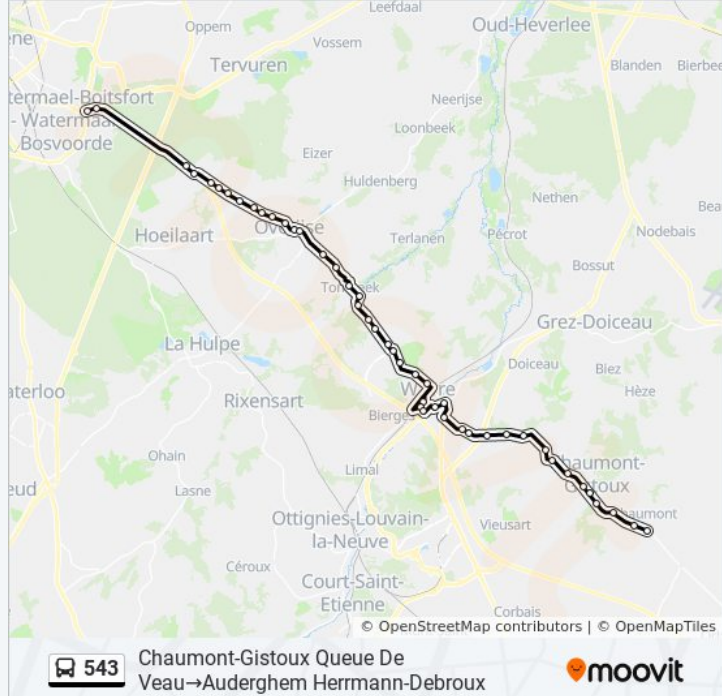 Leefdaal
Oppem
Oud-Heverlee
Vossem
Tervuren
Blanden
Bierbee
ene
termael-Boitsfort
- Watermaal
Bosvoorde
Neerijse
Loonbeek
Eizer
Huldenberg
Nethen
Beau
Overijse
Hoeilaart
Terlanen
Pécrot
Nodebais
Bossut
Tombeek
Grez-Doiceau
La Hulpe
Doiceau
Biez
Hèze
aterloo
Rixensart
Wavre
Bierges
Ohain
Limal
Chaumont-
Gistoux
eud
Lasne
Ottignies-Louvain-
la-Neuve
Vieusart
Chaumont
Céroux
Court-Saint-
Etienne
Corbais
© OpenStreetMap contributors | © OpenMapTiles
543
Chaumont-Gistoux Queue De
Veau→Auderghem Herrmann-Debroux
moovit